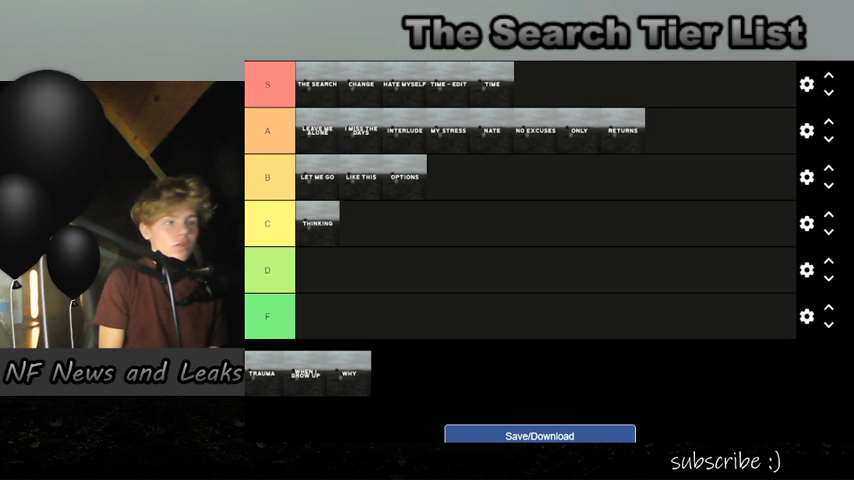 The Search Tier List
S
THE SEARCH
CHANGE
HATE MYSELF
TIME - EDIT
TIME
A
LEAVE ME
ALONE
I MISS THE
DAYS
INTERLUDE
MY STRESS
NATE
NO EXCUSES
ONLY
RETURNS
B
LET ME GO
LIKE THIS
OPTIONS
C
THINKING
D
F
NF News and Leaks
TRAUMA
WHEN I
GROW UP
WHY
Save/Download
subscribe :)